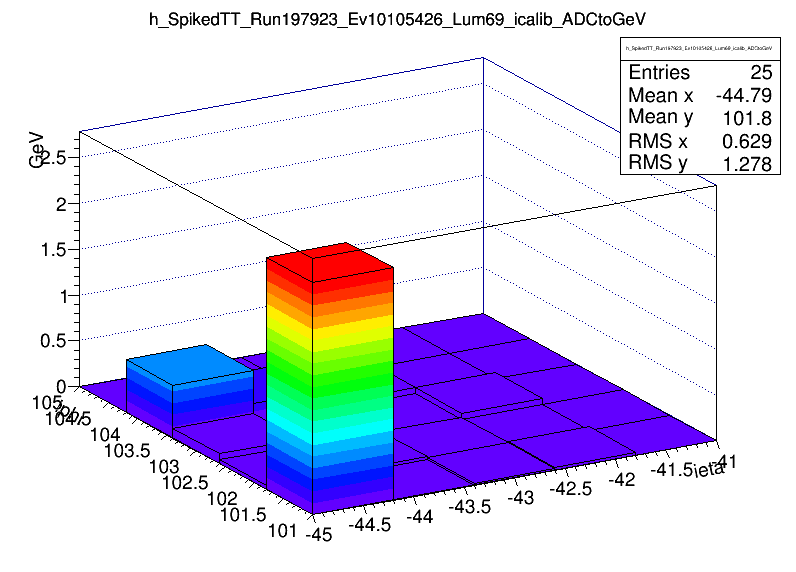 h_SpikedTT_Run197923_Ev10105426_Lum69_icalib_ADCtoGeV
h_SpikedTT_Run197923_Ev10105426_Lum69_icalib_ADCtoGeV
Entries 25
Mean x -44.79
Mean y 101.8
RMS x 0.629
RMS y 1.278
GeV
2.5
2
1.5
1
0.5
0
105
104.5
104
103.5
103
102.5
102
101.5
101
-45
-44.5
-44
-43.5
-43
-42.5
-42
-41.5
ieta
-41